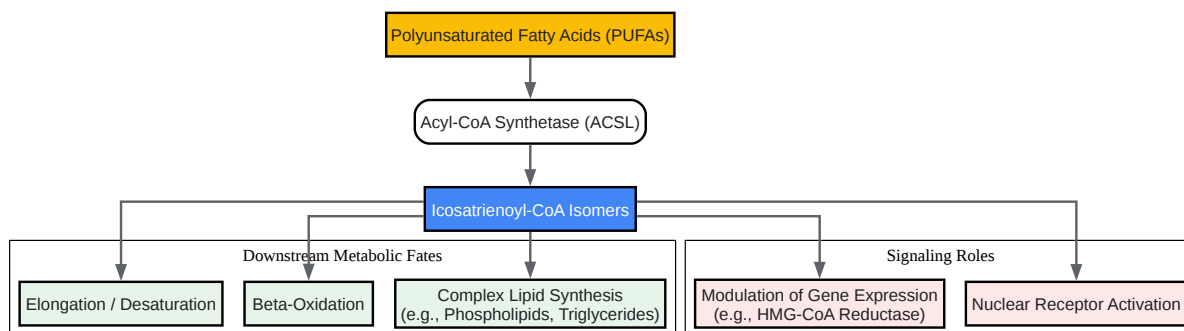 Polyunsaturated Fatty Acids (PUFAs)
Acyl-CoA Synthetase (ACSL)
Icosatrienoyl-CoA Isomers
Downstream Metabolic Fates
Elongation / Desaturation
Beta-Oxidation
Complex Lipid Synthesis
(e.g., Phospholipids, Triglycerides)
Signaling Roles
Modulation of Gene Expression
(e.g., HMG-CoA Reductase)
Nuclear Receptor Activation